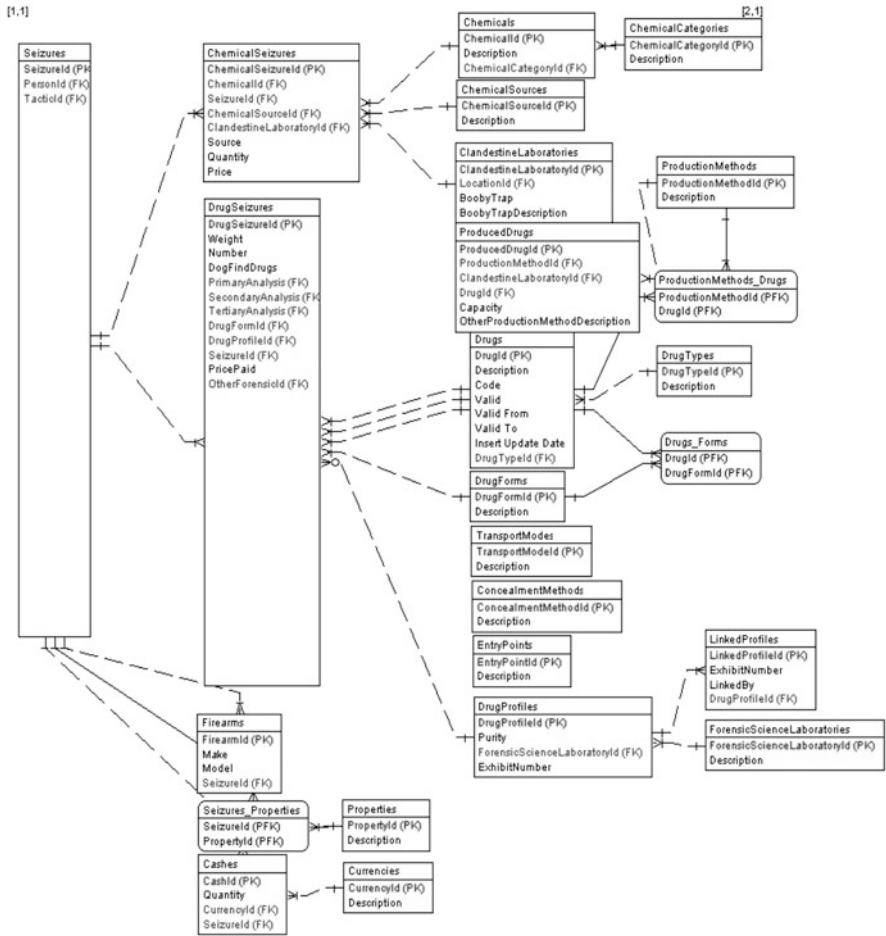 [1,1]
[2,1]
Seizures
SeizureId (PK
PersonId (FK)
TacticId (FK)
ChemicalSeizures
ChemicalSeizureId (PK)
ChemicalId (FK)
SeizureId (FK)
ChemicalSourceId (FK)
ClandestineLaboratoryId (FK)
Source
Quantity
Price
Chemicals
ChemicalId (PK)
Description
ChemicalCategoryId (FK)
ChemicalCategories
ChemicalCategoryId (PK)
Description
ChemicalSources
ChemicalSourceId (PK)
Description
ClandestineLaboratories
ClandestineLaboratoryId (PK)
LocationId (FK)
BoobyTrap
BoobyTrapDescription
ProductionMethods
ProductionMethodId (PK)
Description
DrugSeizures
DrugSeizureId (PK)
Weight
Number
DogFindDrugs
PrimaryAnalysis (FK)
SecondaryAnalysis (FK
TertiaryAnalysis (FK)
DrugFormId (FK)
DrugProfileId (FK)
SeizureId (FK)
PricePaid
OtherForensicId (FK)
ProducedDrugs
ProducedDrugId (PK)
ProductionMethodId (FK)
ClandestineLaboratoryId (FK)
DrugId (FK)
Capacity
OtherProductionMethodDescription
ProductionMethods_Drugs
ProductionMethodId (PFK)
DrugId (PFK)
Drugs
DrugId (PK)
Description
Code
Valid
Valid From
Valid To
Insert Update Date
DrugTypeId (FK)
DrugTypes
DrugTypeId (PK)
Description
Drugs_Forms
DrugId (PFK)
DrugFormId (PFK)
DrugForms
DrugFormId (PK)
Description
TransportModes
TransportModeId (PK)
Description
ConcealmentMethods
ConcealmentMethodId (PK)
Description
EntryPoints
EntryPointId (PK)
Description
LinkedProfiles
LinkedProfileId (PK)
ExhibitNumber
LinkedBy
DrugProfileId (FK)
DrugProfiles
DrugProfileId (PK)
Purity
ForensicScienceLaboratoryId (FK)
ExhibitNumber
ForensicScienceLaboratories
ForensicScienceLaboratoryId (PK)
Description
Firearms
FirearmId (PK)
Make
Model
SeizureId (FK)
Seizures_Properties
SeizureId (PFK)
PropertyId (PFK)
Properties
PropertyId (PK)
Description
Cashes
CashId (PK)
Quantity
CurrencyId (FK)
SeizureId (FK)
Currencies
CurrencyId (PK)
Description